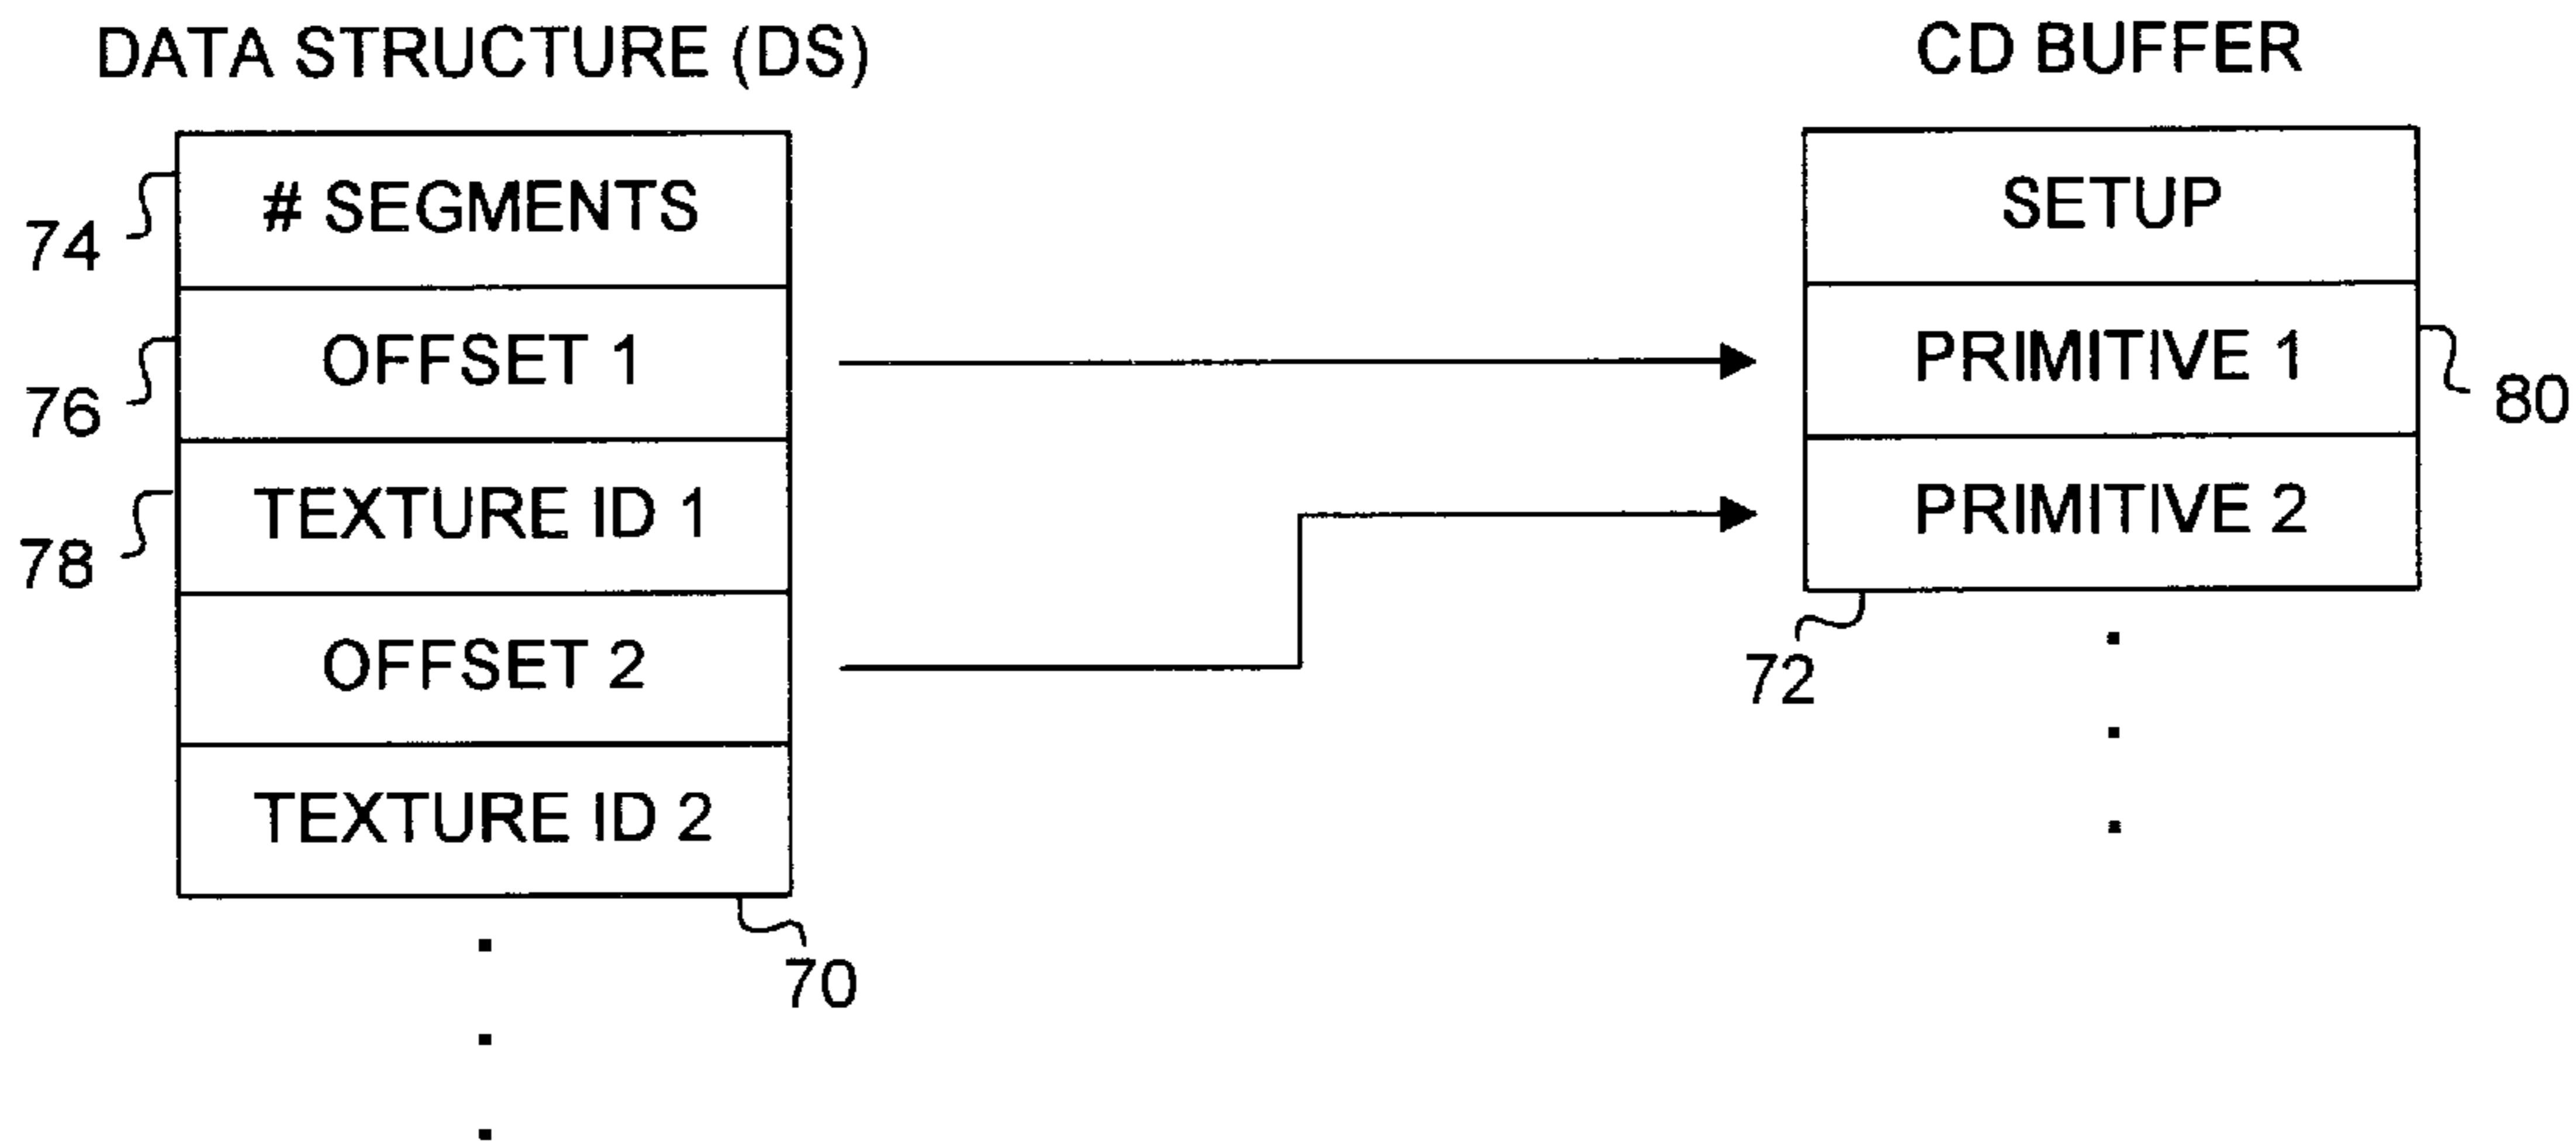 DATA STRUCTURE (DS)
# SEGMENTS
74
OFFSET 1
76
TEXTURE ID 1
78
OFFSET 2
TEXTURE ID 2
70
CD BUFFER
SETUP
PRIMITIVE 1
80
PRIMITIVE 2
72